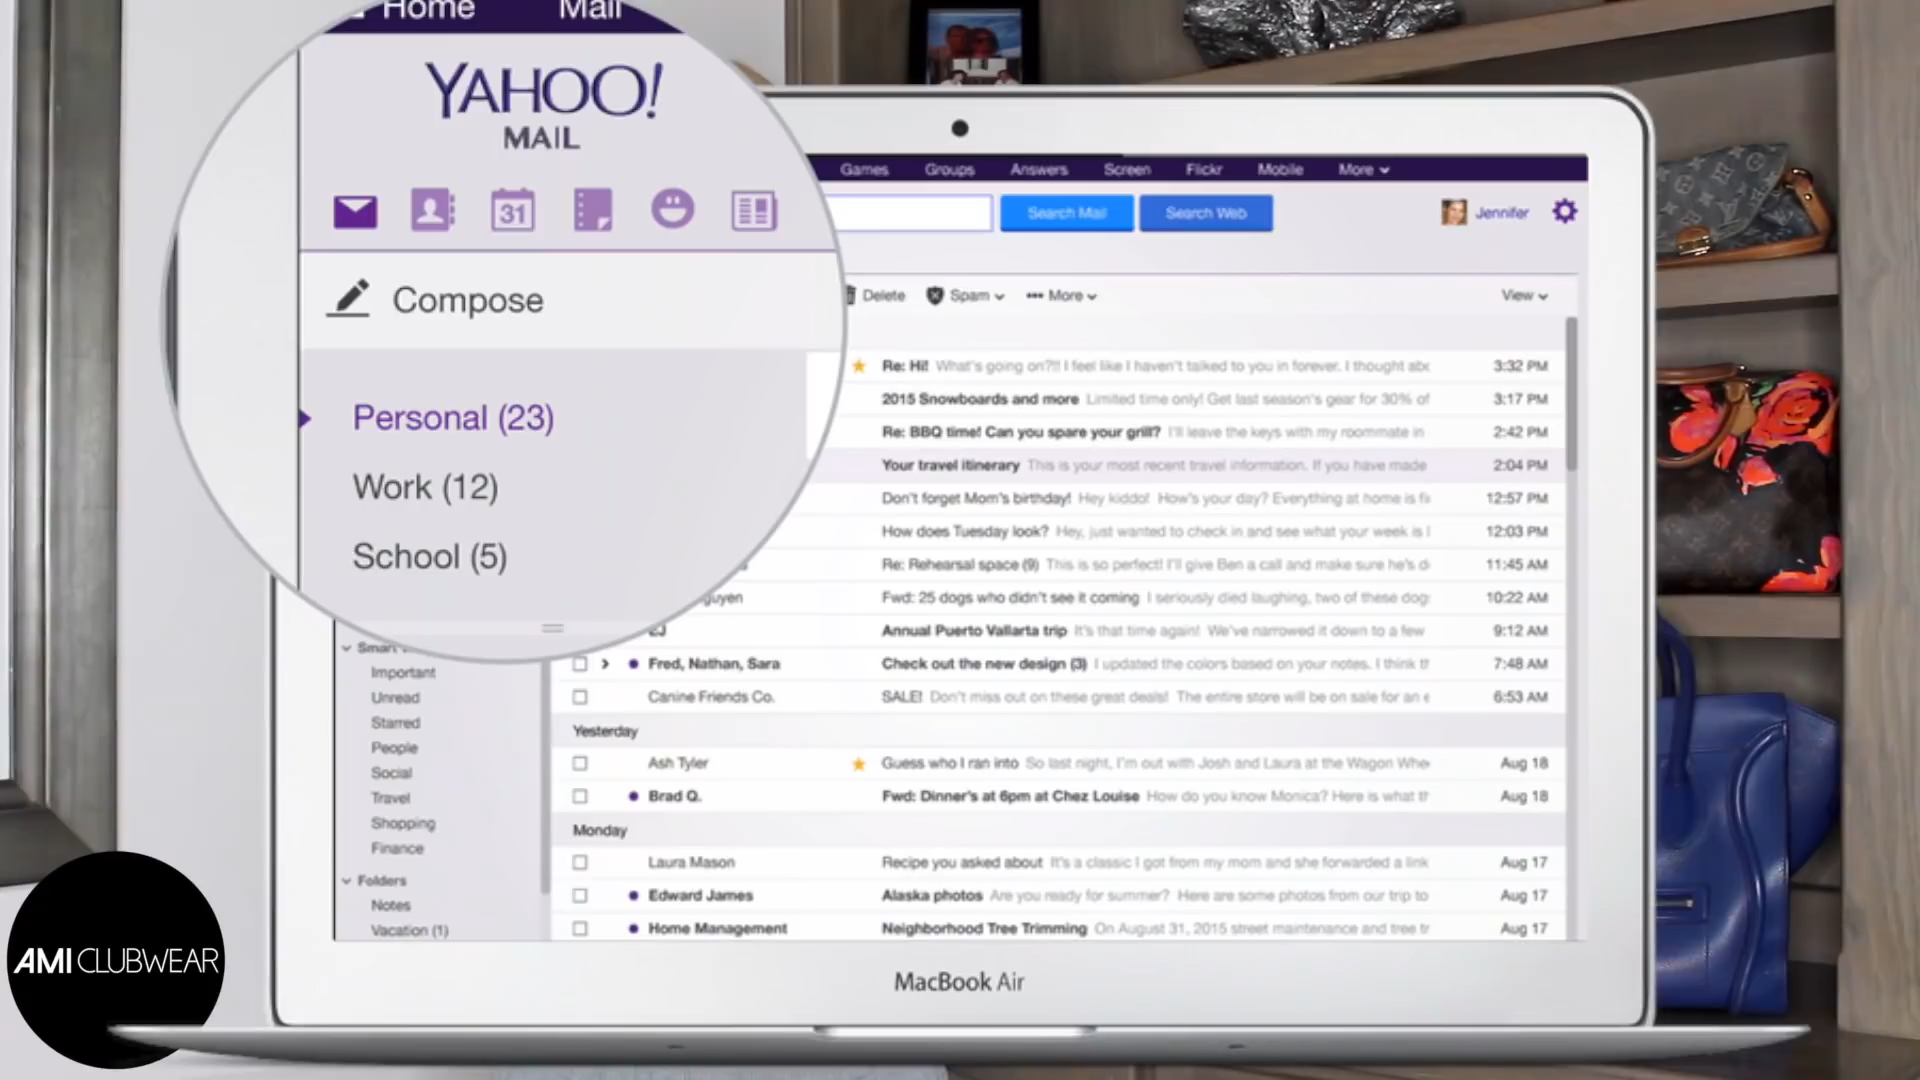 Home Mail
YAHOO!
MAIL
31
Compose
Personal (23)
Work (12)
School (5)
Games Groups Answers Screen Flickr Mobile More
Search Mail Search Web Jennifer
Delete Spam More View
Re: Hi! What's going on?!! I feel like I haven't talked to you in forever. I thought abc 3:32 PM
2015 Snowboards and more Limited time only! Get last season's gear for 30% of 3:17 PM
Re: BBQ time! Can you spare your grill? I'll leave the keys with my roommate in 2:42 PM
Your travel itinerary This is your most recent travel information. If you have made 2:04 PM
Don't forget Mom's birthday! Hey kiddo! How's your day? Everything at home is 12:57 PM
How does Tuesday look? Hey, just wanted to check in and see what your week is 12:03 PM
Re: Rehearsal space (9) This is so perfect! I'll give Ben a call and make sure he's d 11:45 AM
guyen Fwd: 25 dogs who didn't see it coming I seriously died laughing, two of these dog 10:22 AM
Annual Puerto Vallarta trip It's that time again! We've narrowed it down to a few 9:12 AM
Fred, Nathan, Sara Check out the new design (3) I updated the colors based on your notes. I think 7:48 AM
Canine Friends Co. SALE! Don't miss out on these great deals! The entire store will be on sale for an e 6:53 AM
Yesterday
Ash Tyler Guess who I ran into So last night, I'm out with Josh and Laura at the Wagon Whe Aug 18
Brad Q. Fwd: Dinner's at 6pm at Chez Louise How do you know Monica? Here is what Aug 18
Monday
Laura Mason Recipe you asked about It's a classic I got from my mom and she forwarded a link Aug 17
Edward James Alaska photos Are you ready for summer? Here are some photos from our trip to Aug 17
Home Management Neighborhood Tree Trimming On August 31, 2015 street maintenance and tree tr Aug 17
Smart
Important
Unread
Starred
People
Social
Travel
Shopping
Finance
Folders
Notes
Vacation (1)
MacBook Air
AMI CLUBWEAR